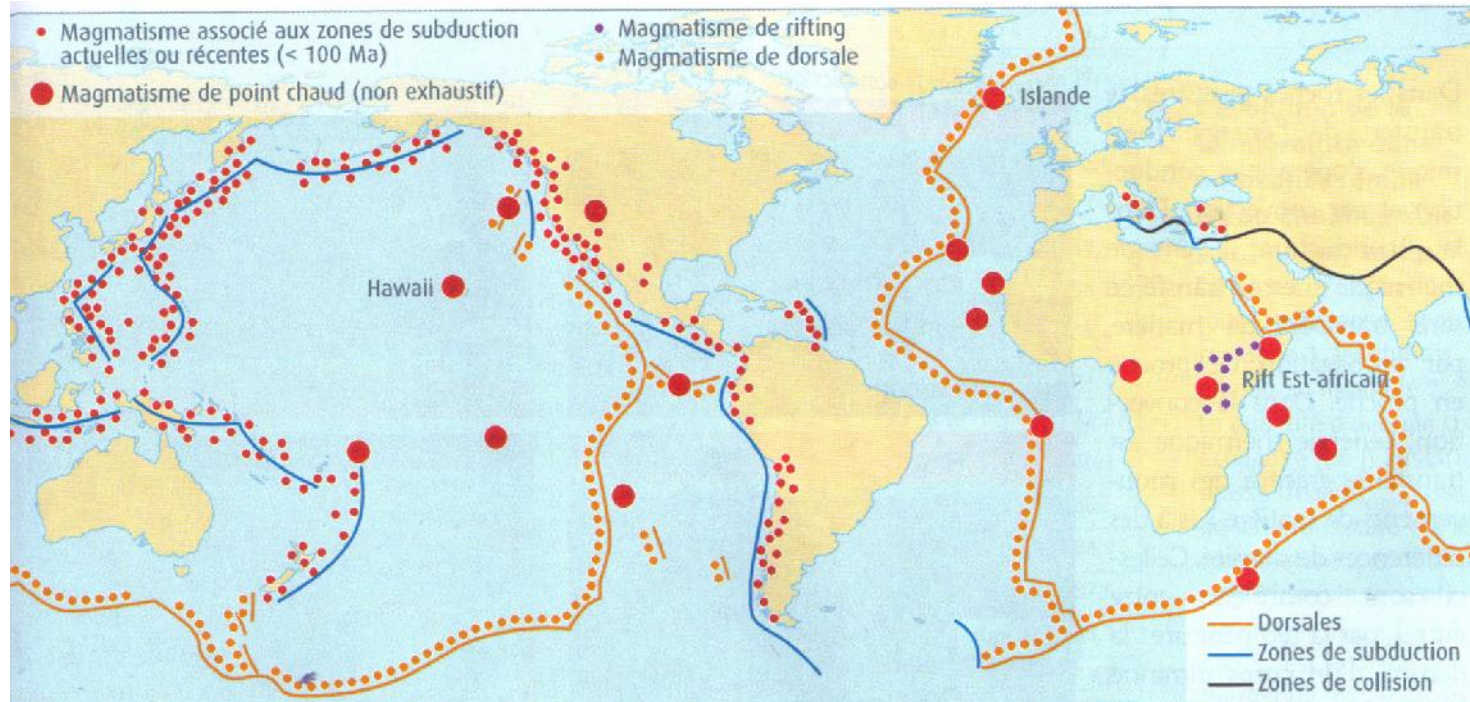 Magmatisme associé aux zones de subduction
actuelles ou récentes (< 100 Ma)
Magmatisme de point chaud (non exhaustif)
Magmatisme de rifting
Magmatisme de dorsale
Islande
Hawaii
Rift Est-africain
Dorsales
Zones de subduction
Zones de collision